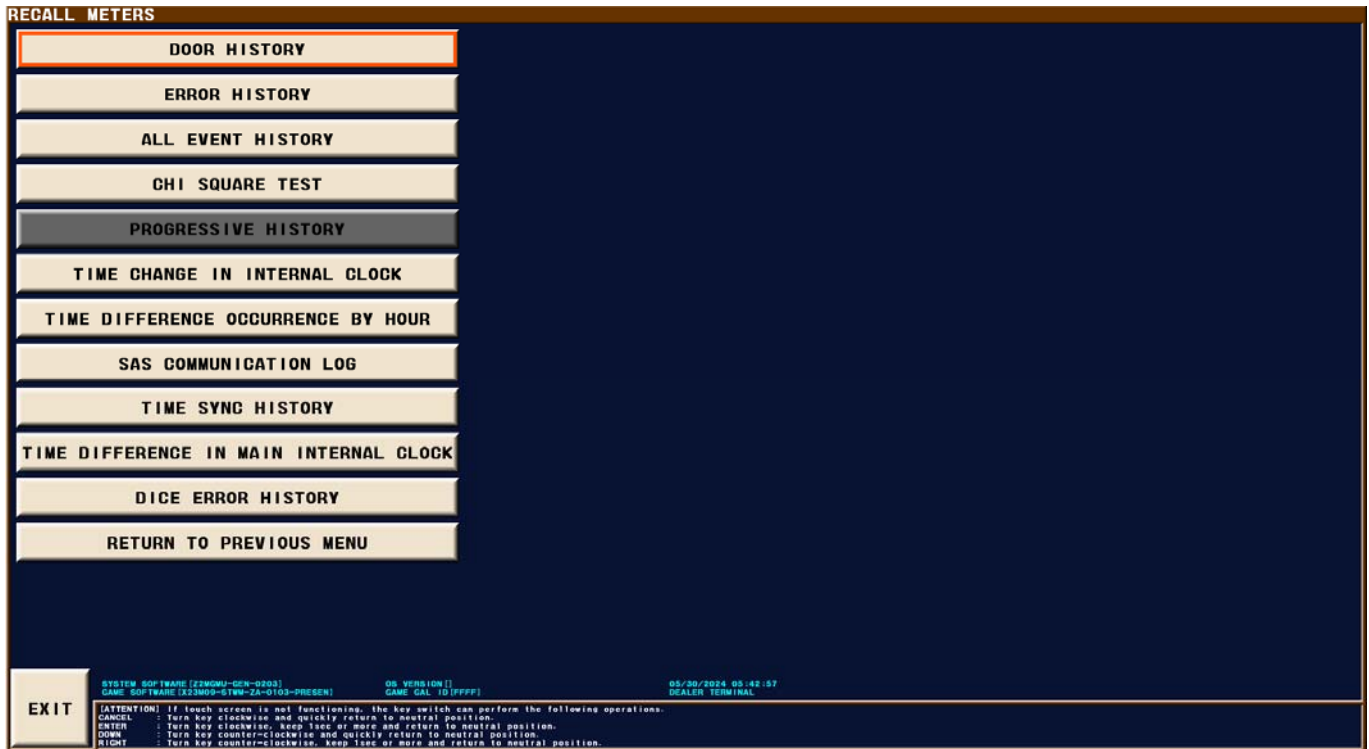 RECALL METERS
DOOR HISTORY
ERROR HISTORY
ALL EVENT HISTORY
CHI SQUARE TEST
PROGRESSIVE HISTORY
TIME CHANGE IN INTERNAL CLOCK
TIME DIFFERENCE OCCURRENCE BY HOUR
SAS COMMUNICATION LOG
TIME SYNC HISTORY
TIME DIFFERENCE IN MAIN INTERNAL CLOCK
DICE ERROR HISTORY
RETURN TO PREVIOUS MENU
EXIT
SYSTEM SOFTWARE[Z2MGMU-GEN-0203] OS VERSION[] 05/30/2024 05:42:57
GAME SOFTWARE[X23M09-STWW-ZA-0103-PRESEN] GAME GAL ID[FFFF] DEALER TERMINAL
[ATTENTION] If touch screen is not functioning, the key switch can perform the following operations.
CANCEL : Turn key clockwise and quickly return to neutral position.
ENTER : Turn key clockwise, keep 1sec or more and return to neutral position.
DOWN : Turn key counter-clockwise and quickly return to neutral position.
RIGHT : Turn key counter-clockwise, keep 1sec or more and return to neutral position.